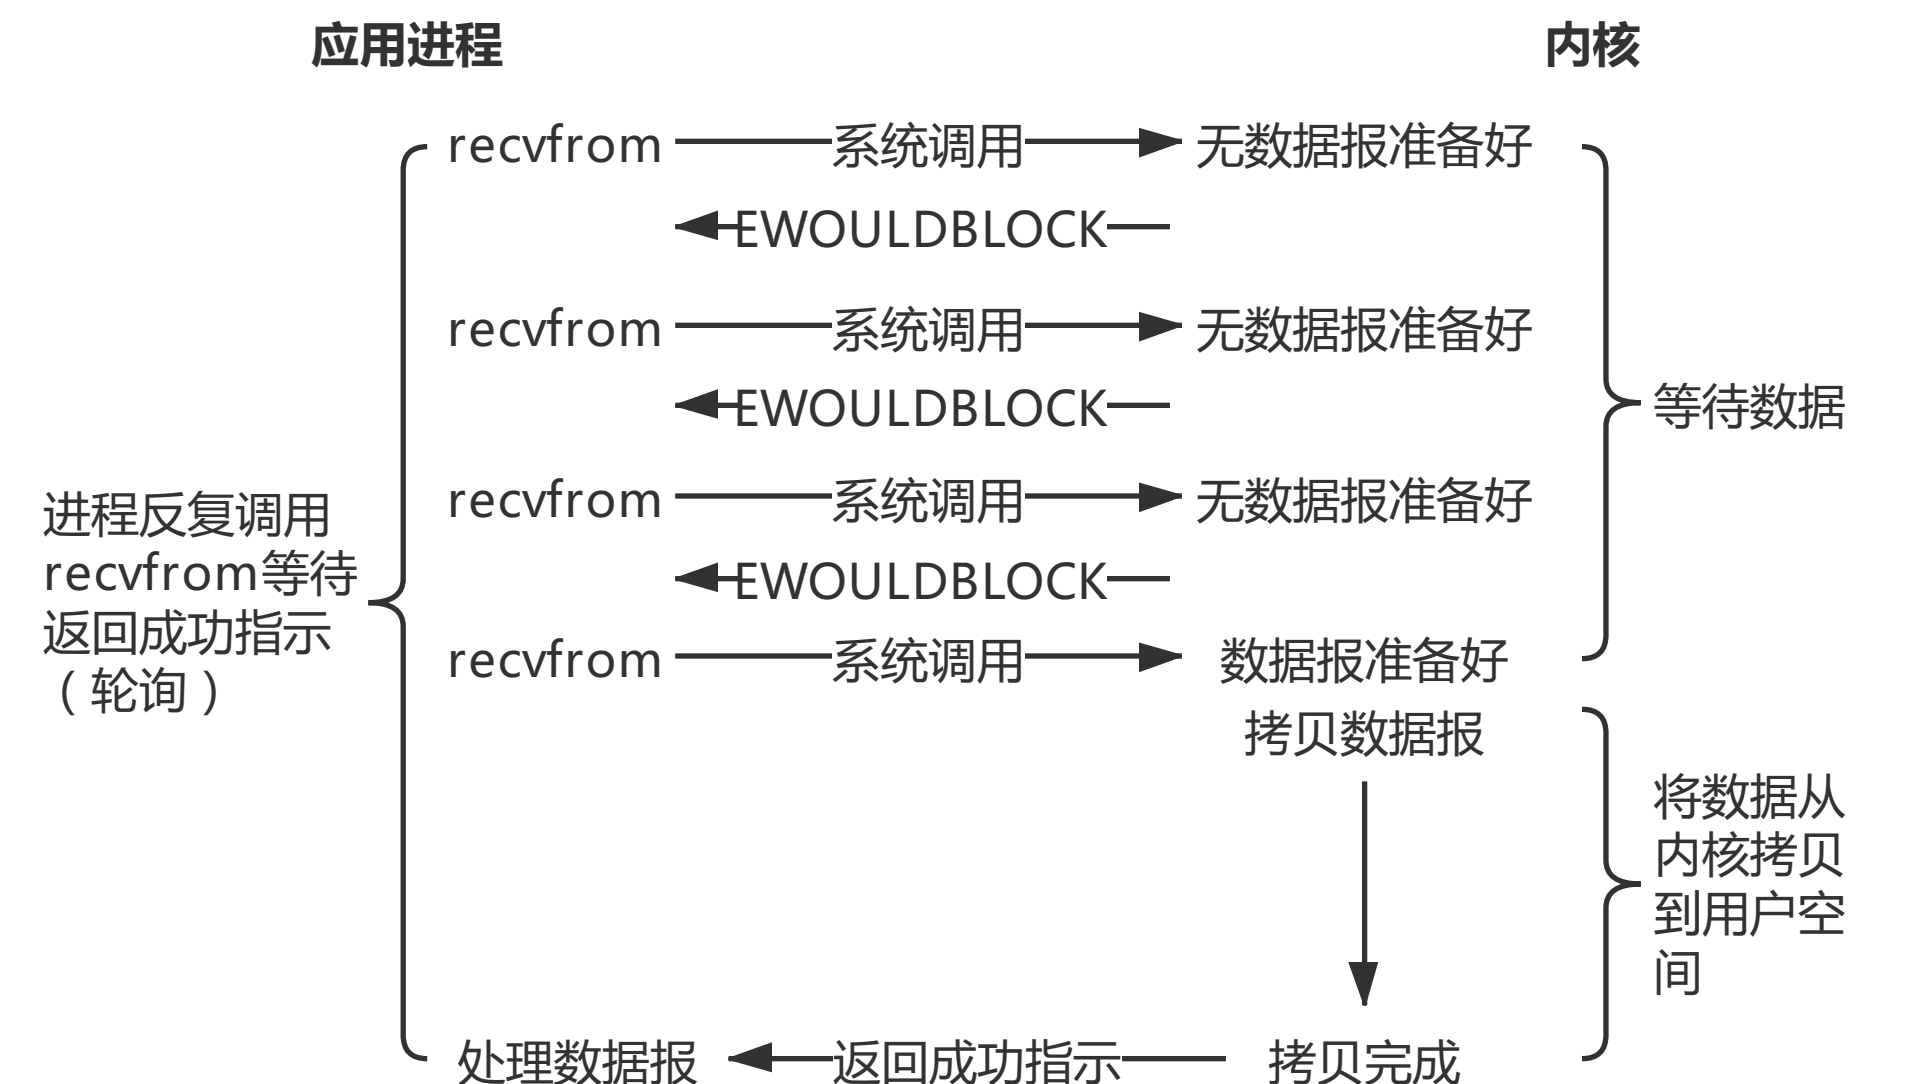 应用进程 内核
recvfrom 系统调用 无数据报准备好
EWOULDBLOCK
recvfrom 系统调用 无数据报准备好
EWOULDBLOCK
等待数据
recvfrom 系统调用 无数据报准备好
EWOULDBLOCK
进程反复调用
recvfrom等待
返回成功指示
（轮询）
recvfrom 系统调用 数据报准备好
拷贝数据报
将数据从
内核拷贝
到用户空
间
处理数据报 返回成功指示 拷贝完成